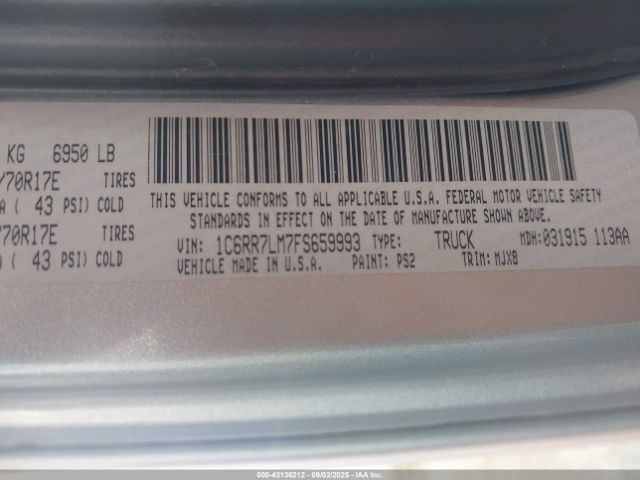 KG 6950 LB
/70R17E TIRES
A ( 43 PSI) COLD
/70R17E TIRES
( 43 PSI) COLD
THIS VEHICLE CONFORMS TO ALL APPLICABLE U.S.A. FEDERAL MOTOR VEHICLE SAFETY
STANDARDS IN EFFECT ON THE DATE OF MANUFACTURE SHOWN ABOVE.
VIN: 1C6RR7LM7FS659993 TYPE: TRUCK MDH:031915 113AA
VEHICLE MADE IN U.S.A. PAINT: PS2 TRIM: MJX8
000-43136212 - 09/02/2025 - IAA Inc.